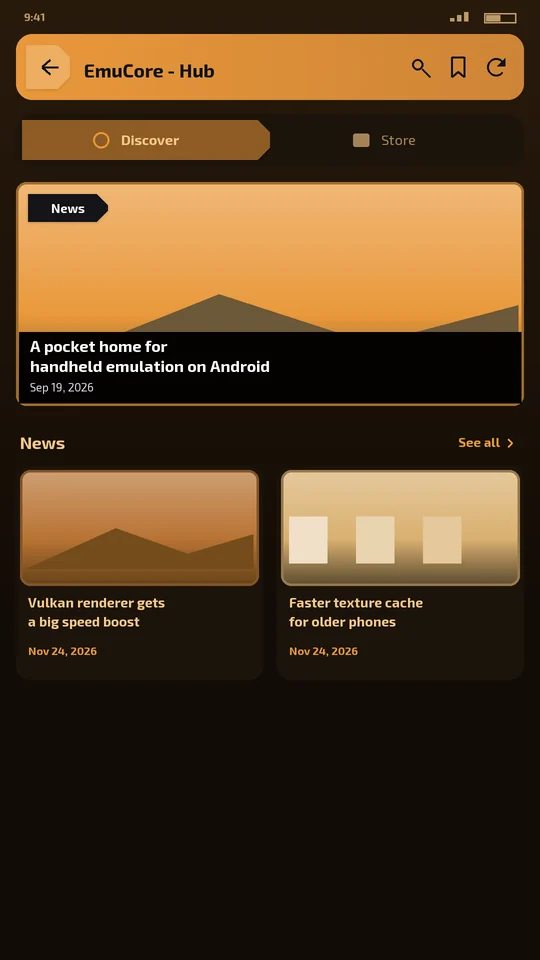 9:41
EmuCore - Hub
Discover
Store
News
A pocket home for
handheld emulation on Android
Sep 19, 2026
News
See all
Vulkan renderer gets
a big speed boost
Nov 24, 2026
Faster texture cache
for older phones
Nov 24, 2026